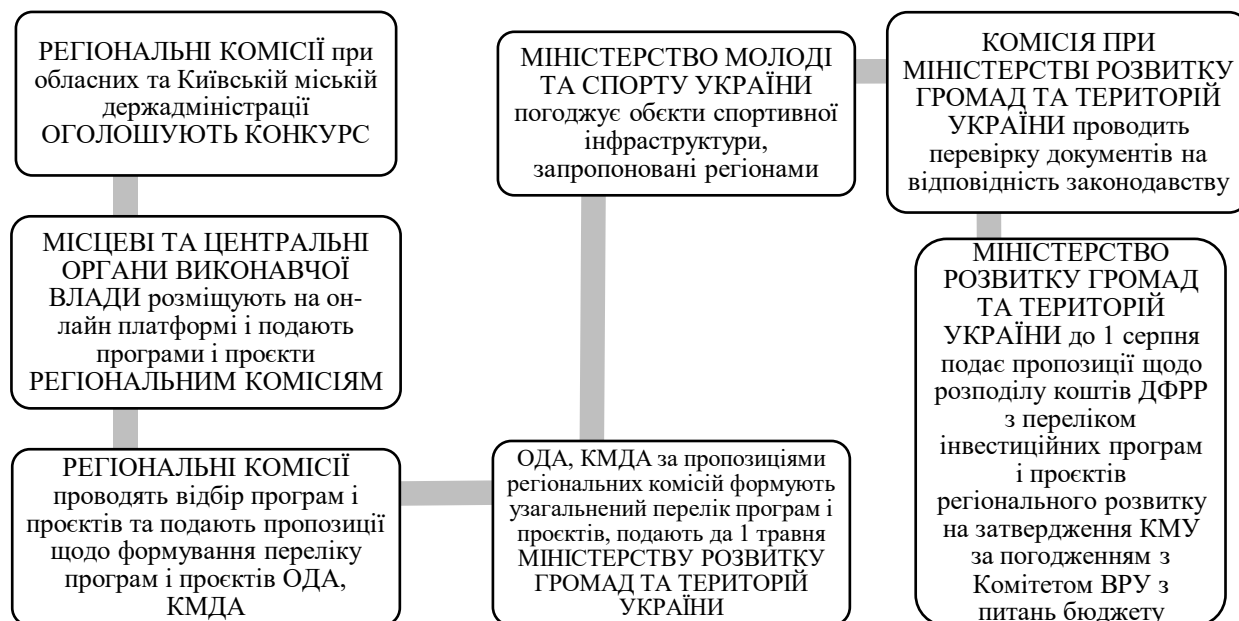 РЕГІОНАЛЬНІ КОМІСІЇ при
обласних та Київській міській
держадміністрації
ОГОЛОШУЮТЬ КОНКУРС
МІСЦЕВІ ТА ЦЕНТРАЛЬНІ
ОРГАНИ ВИКОНАВЧОЇ
ВЛАДИ розміщують на он-
лайн платформі і подають
програми і проєкти
РЕГІОНАЛЬНИМ КОМІСІЯМ
РЕГІОНАЛЬНІ КОМІСІЇ
проводять відбір програм і
проєктів та подають пропозиції
щодо формування переліку
програм і проєктів ОДА,
КМДА
ОДА, КМДА за пропозиціями
регіональних комісій формують
узагальнений перелік програм і
проєктів, подають да 1 травня
МІНІСТЕРСТВУ РОЗВИТКУ
ГРОМАД ТА ТЕРИТОРІЙ
УКРАЇНИ
МІНІСТЕРСТВО МОЛОДІ
ТА СПОРТУ УКРАЇНИ
погоджує обєкти спортивної
інфраструктури,
запропоновані регіонами
КОМІСІЯ ПРИ
МІНІСТЕРСТВІ РОЗВИТКУ
ГРОМАД ТА ТЕРИТОРІЙ
УКРАЇНИ проводить
перевірку документів на
відповідність законодавству
МІНІСТЕРСТВО
РОЗВИТКУ ГРОМАД
ТА ТЕРИТОРІЙ
УКРАЇНИ до 1 серпня
подає пропозиції щодо
розподілу коштів ДФРР
з переліком
інвестиційних програм
і проєктів
регіонального розвитку
на затвердження КМУ
за погодженням з
Комітетом ВРУ з
питань бюджету